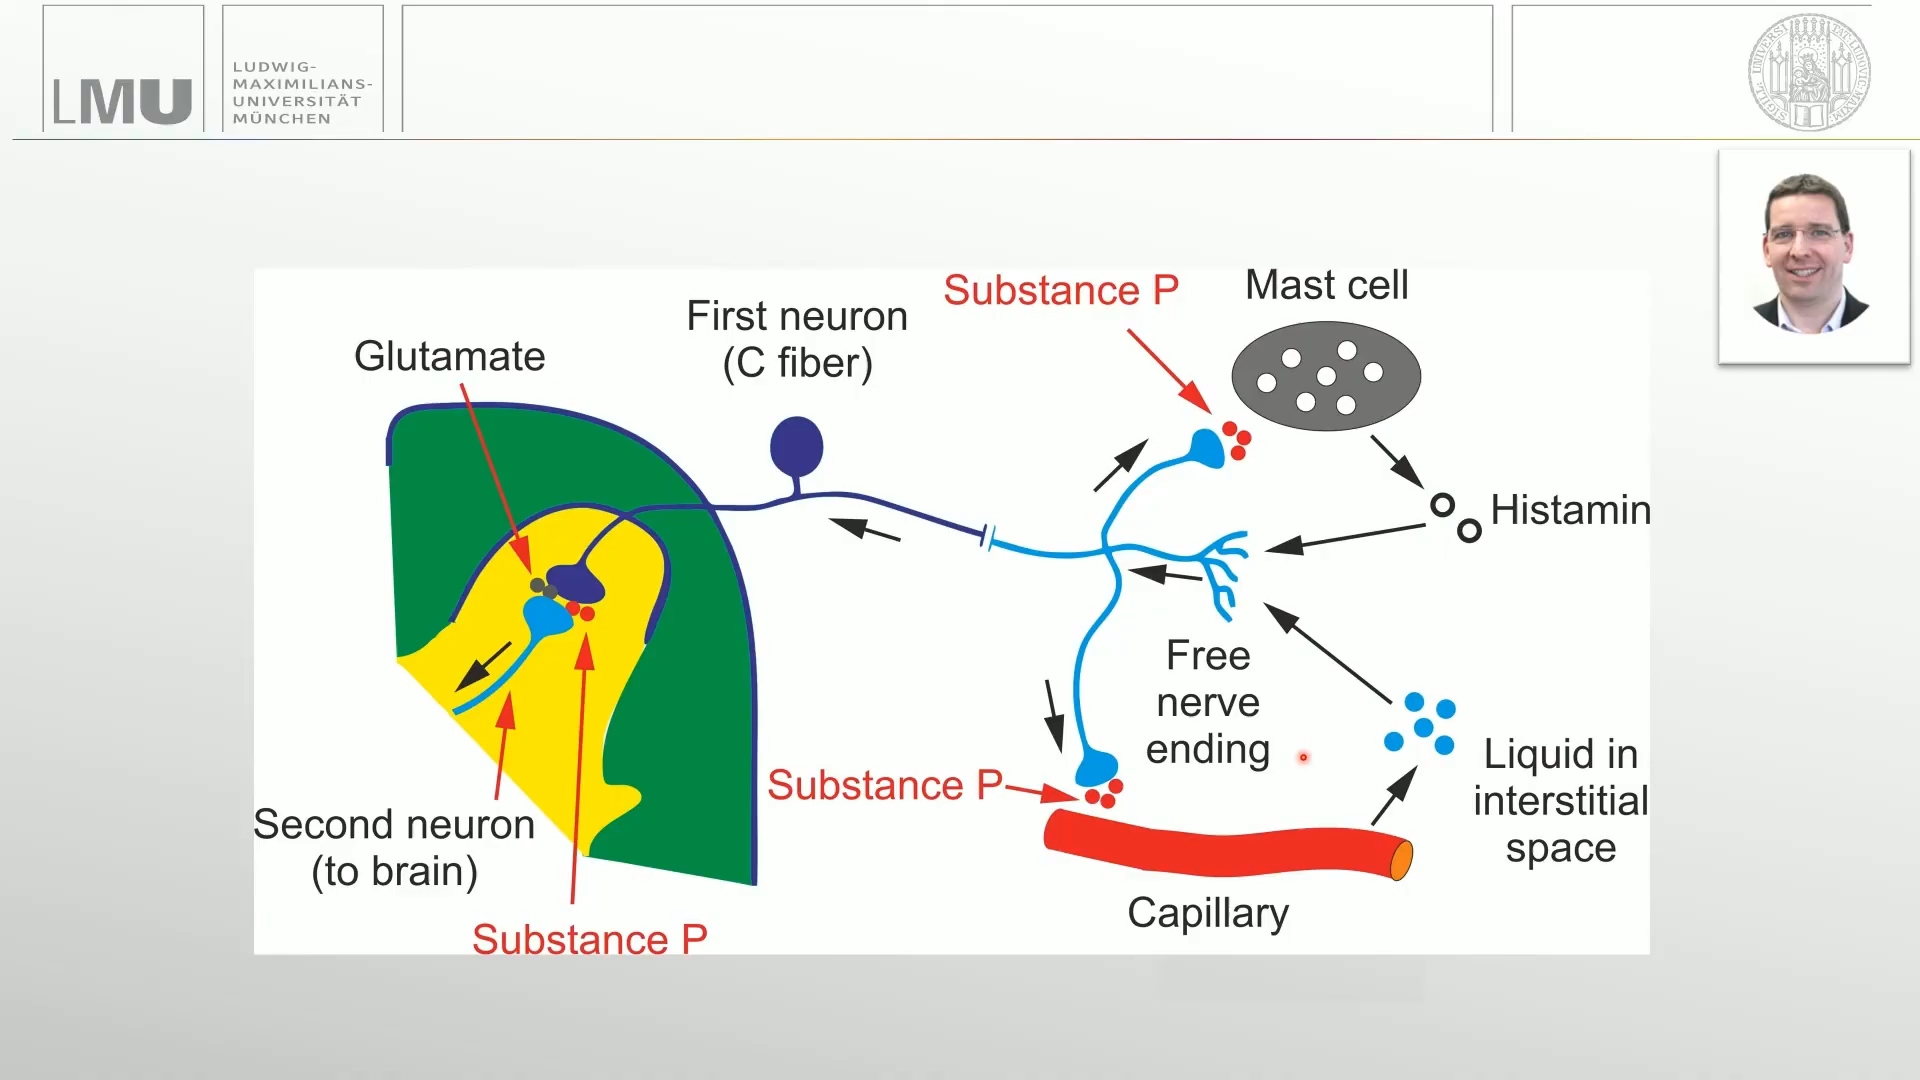 LMU
LUDWIG-
MAXIMILIANS-
UNIVERSITÄT
MÜNCHEN
Substance P
Mast cell
First neuron
(C fiber)
Glutamate
Histamin
Free
nerve
ending
Liquid in
interstitial
space
Substance P
Second neuron
(to brain)
Capillary
Substance P